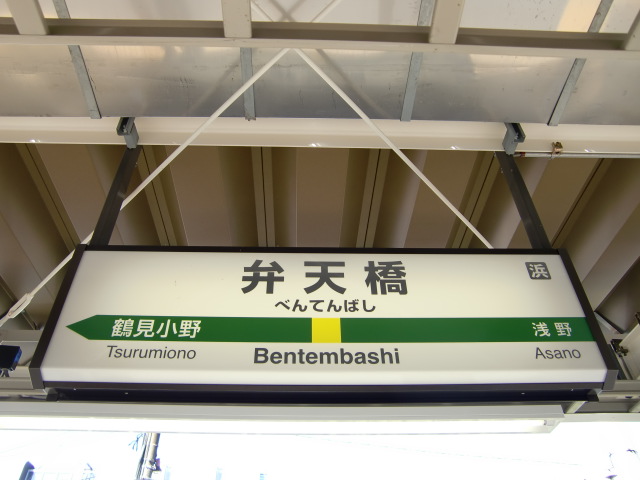 弁天橋
浜
べんてんばし
鶴見小野
浅野
Tsurumiono
Bentembashi
Asano